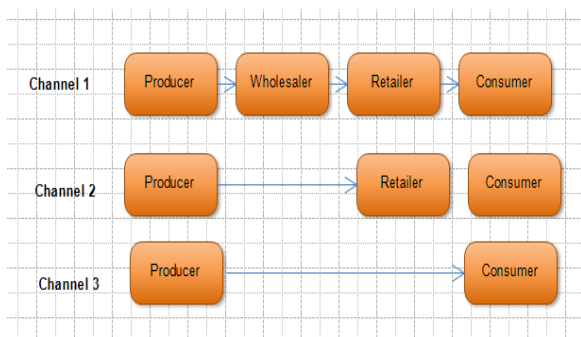 Channel 1 Producer Wholesaler Retailer Consumer
Channel 2 Producer Retailer Consumer
Channel 3 Producer Consumer